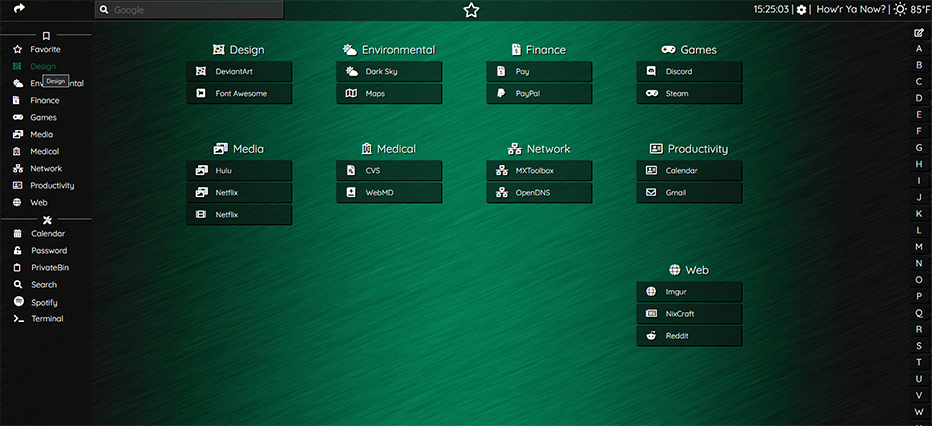 Google
15:25:03 | | How'r Ya Now? | 85°F
Favorite
Design
Design
Env ental
Finance
Games
Media
Medical
Network
Productivity
Web
Calendar
Password
PrivateBin
Search
Spotify
Terminal
Design
DeviantArt
Font Awesome
Environmental
Dark Sky
Maps
Finance
Pay
PayPal
Games
Discord
Steam
Media
Hulu
Netflix
Netflix
Medical
CVS
WebMD
Network
MXToolbox
OpenDNS
Productivity
Calendar
Gmail
Web
Imgur
NixCraft
Reddit
A
B
C
D
E
F
G
H
I
J
K
L
M
N
O
P
Q
R
S
T
U
V
W